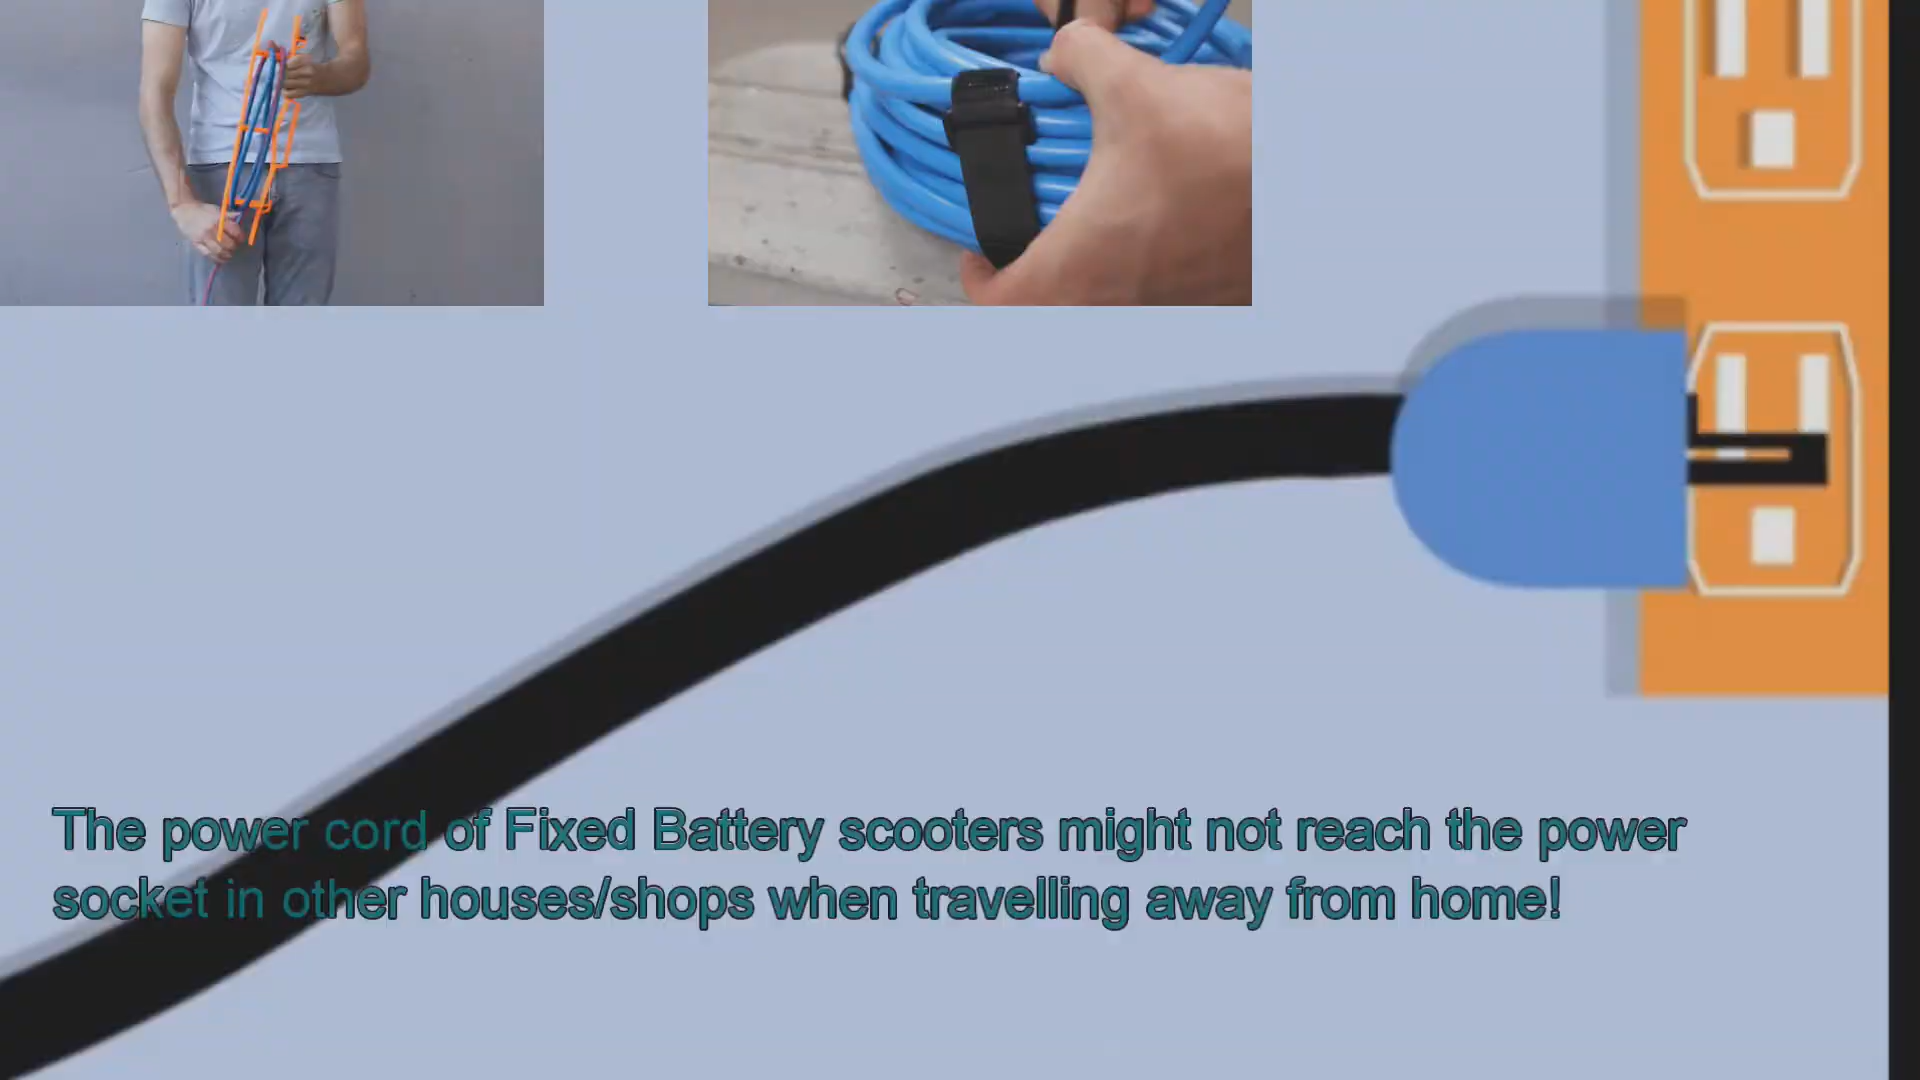 The power cord of Fixed Battery scooters might not reach the power
socket in other houses/shops when travelling away from home!